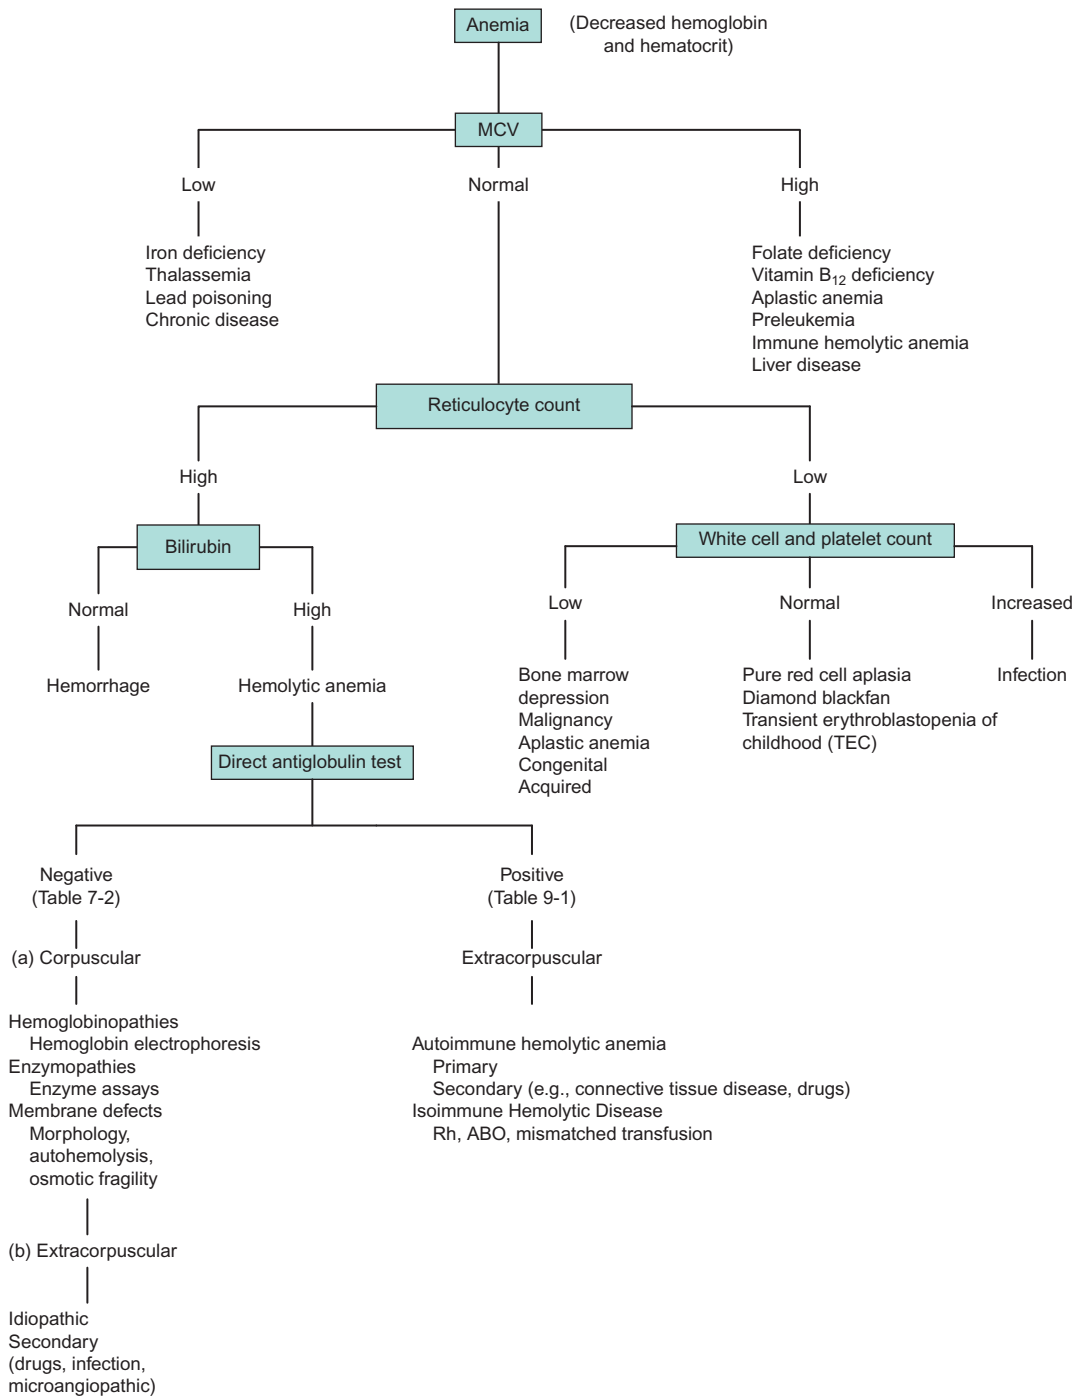 Anemia
(Decreased hemoglobin
and hematocrit)
MCV
Low
Normal
High
Iron deficiency
Thalassemia
Lead poisoning
Chronic disease
Folate deficiency
Vitamin B12 deficiency
Aplastic anemia
Preleukemia
Immune hemolytic anemia
Liver disease
Reticulocyte count
High
Low
Bilirubin
White cell and platelet count
Normal
High
Low
Normal
Increased
Hemorrhage
Hemolytic anemia
Bone marrow
depression
Malignancy
Aplastic anemia
Congenital
Acquired
Pure red cell aplasia
Diamond blackfan
Transient erythroblastopenia of
childhood (TEC)
Infection
Direct antiglobulin test
Negative
(Table 7-2)
Positive
(Table 9-1)
(a) Corpuscular
Extracorpuscular
Hemoglobinopathies
Hemoglobin electrophoresis
Enzymopathies
Enzyme assays
Membrane defects
Morphology,
autohemolysis,
osmotic fragility
Autoimmune hemolytic anemia
Primary
Secondary (e.g., connective tissue disease, drugs)
Isoimmune Hemolytic Disease
Rh, ABO, mismatched transfusion
(b) Extracorpuscular
Idiopathic
Secondary
(drugs, infection,
microangiopathic)